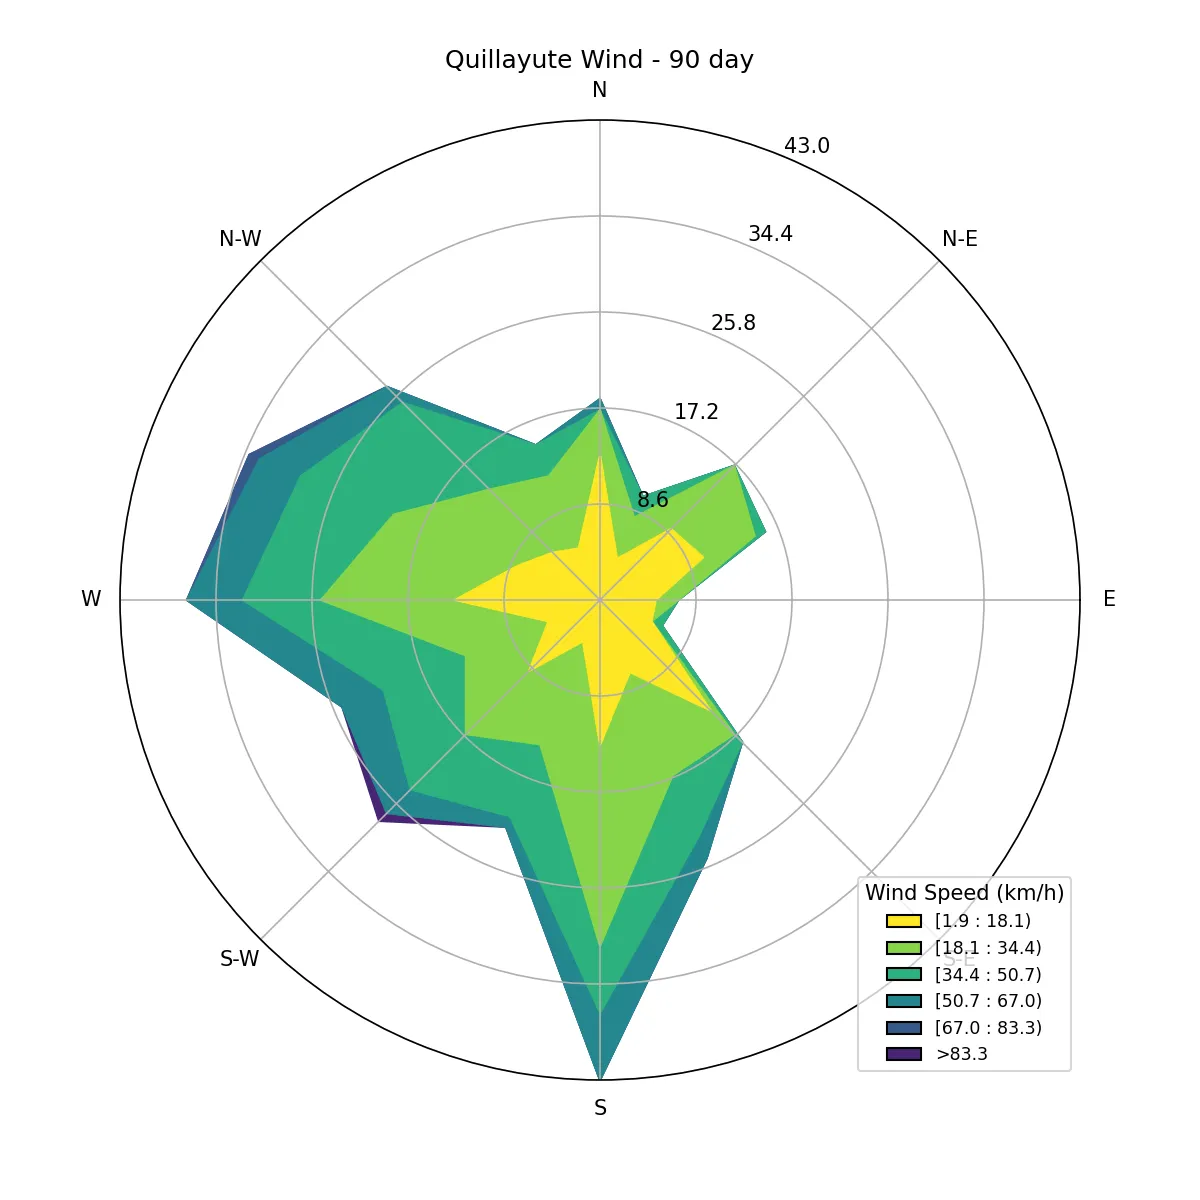 Quillayute Wind - 90 day
N
43.0
N-W
34.4
N-E
25.8
17.2
8.6
W
E
S-W
S-E
Wind Speed (km/h)
[1.9 : 18.1)
[18.1 : 34.4)
[34.4 : 50.7)
[50.7 : 67.0)
[67.0 : 83.3)
>83.3
S